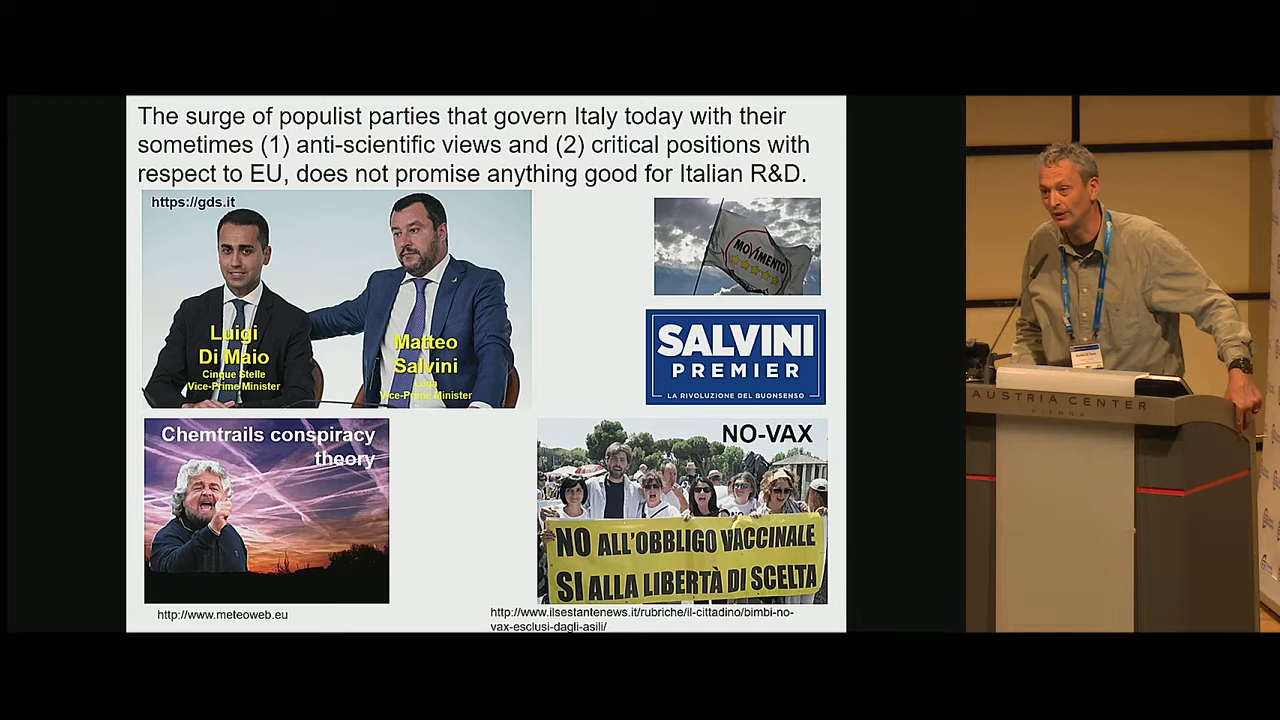 The surge of populist parties that govern Italy today with their
sometimes (1) anti-scientific views and (2) critical positions with
respect to EU, does not promise anything good for Italian R&D.
https://gds.it
Luigi
Di Maio
Cinque Stelle
Vice-Prime Minister
Matteo
Salvini
Vice-Prime Minister
MOVIMENTO
SALVINI
PREMIER
LA RIVOLUZIONE DEL BUONSENSO
Chemtrails conspiracy
theory
NO-VAX
NO ALL'OBBLIGO VACCINALE
SI ALLA LIBERTÀ DI SCELTA
http://www.meteoweb.eu
http://www.ilsestantenews.it/rubriche/il-cittadino/bimbi-no-
vax-esclusi-dagli-asili/
AUSTRIA CENTER
VIENNA